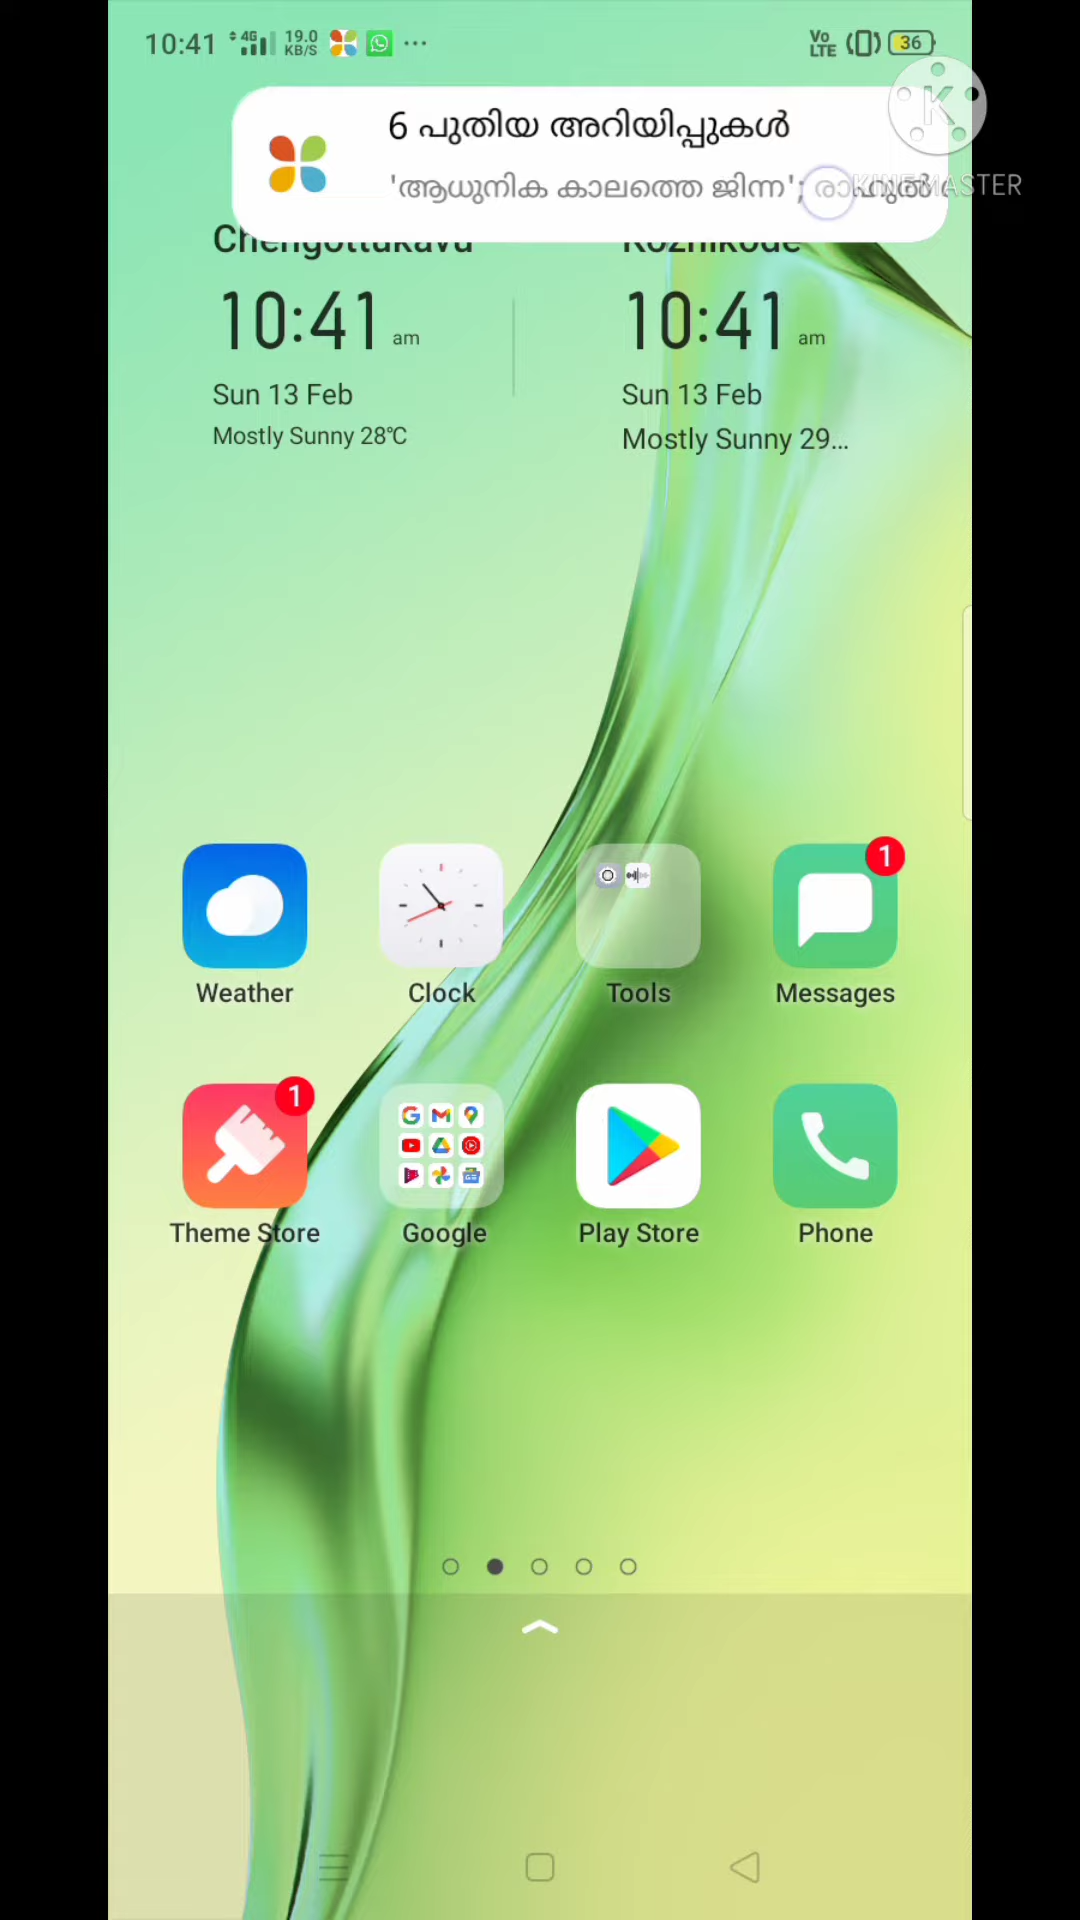 10:41 4G 19.0 KB/S ... Vo LTE 36
6 പുതിയ അറിയിപ്പുകൾ
'ആധുനിക കാലത്തെ ജിന്ന'; രാഹുൽ
K
KINEMASTER
Chengottukavu Kozhikode
10:41 am 10:41 am
Sun 13 Feb Sun 13 Feb
Mostly Sunny 28℃ Mostly Sunny 29...
1
Weather Clock Tools Messages
1
Theme Store Google Play Store Phone